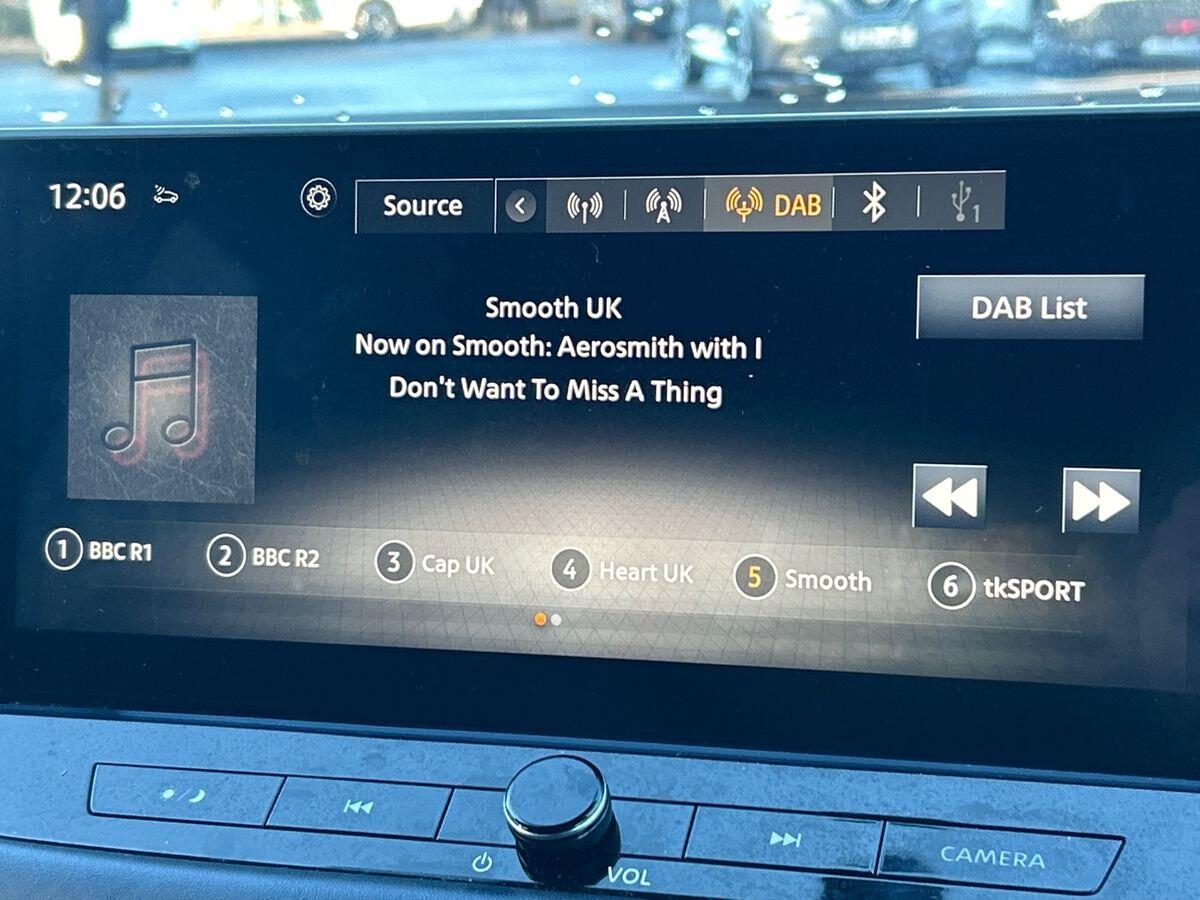 12:06
Source
DAB
1
Smooth UK
Now on Smooth: Aerosmith with I
Don't Want To Miss A Thing
DAB List
1 BBC R1
2 BBC R2
3 Cap UK
4 Heart UK
5 Smooth
6 tkSPORT
VOL
CAMERA